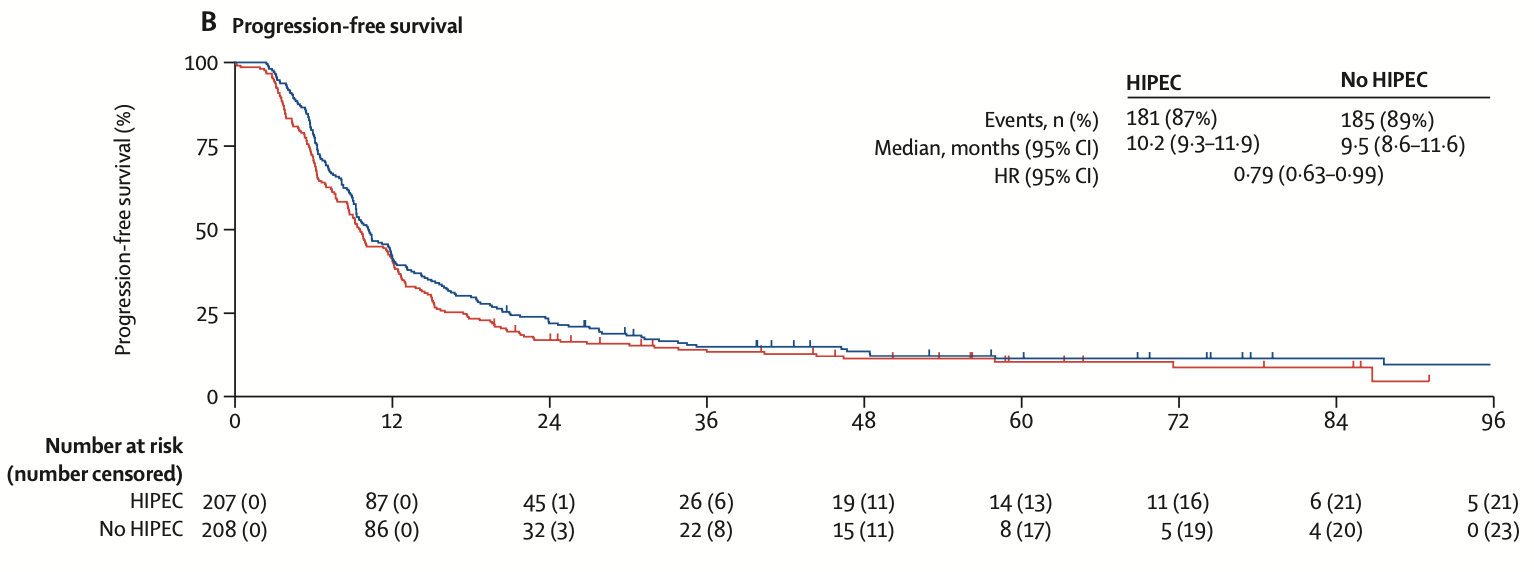 B Progression-free survival
HIPEC No HIPEC
Events, n (%) 181 (87%) 185 (89%)
Median, months (95% CI) 10·2 (9·3–11·9) 9·5 (8·6–11·6)
HR (95% CI) 0·79 (0·63–0·99)
Progression-free survival (%)
100
75
50
25
0
0 12 24 36 48 60 72 84 96
Number at risk
(number censored)
HIPEC 207 (0) 87 (0) 45 (1) 26 (6) 19 (11) 14 (13) 11 (16) 6 (21) 5 (21)
No HIPEC 208 (0) 86 (0) 32 (3) 22 (8) 15 (11) 8 (17) 5 (19) 4 (20) 0 (23)